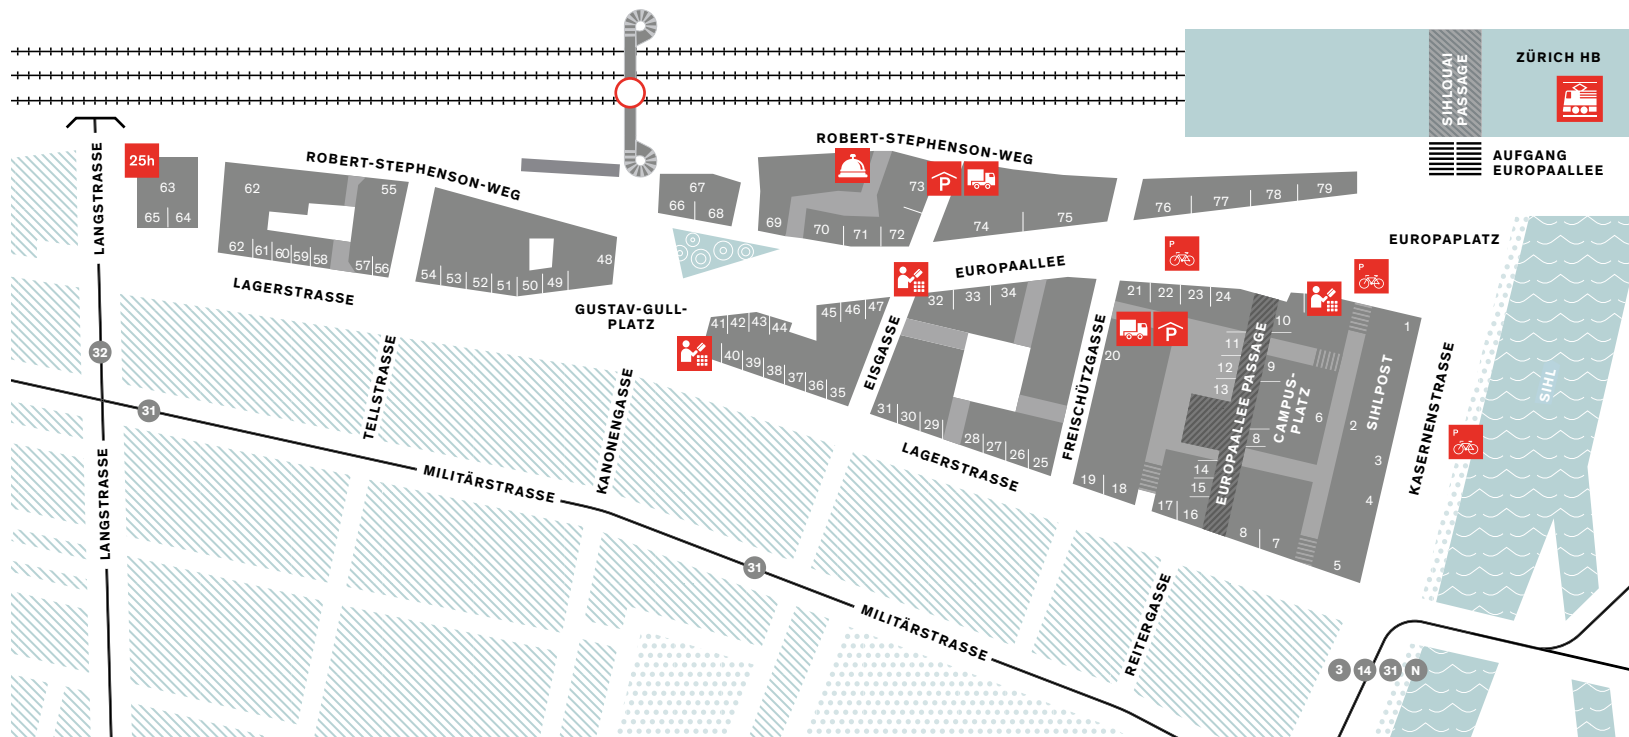 ZÜRICH HB
SIHLQUAI
PASSAGE
AUFGANG
EUROPAALLEE
ROBERT-STEPHENSON-WEG
ROBERT-STEPHENSON-WEG
LANGSTRASSE
25h
63
65
64
62
55
62
61
60
59
58
57
56
54
53
52
51
50
49
48
67
66
68
69
70
71
72
73
P
74
75
76
77
78
79
EUROPAPLATZ
P
P
EUROPAALLEE
LAGERSTRASSE
GUSTAV-GULL-
PLATZ
41
42
43
44
45
46
47
40
39
38
37
36
35
EISGASSE
32
33
34
31
30
29
28
27
26
25
FREISCHÜTZGASSE
21
22
23
24
P
20
19
18
17
16
15
14
13
12
11
10
9
8
8
7
6
5
4
3
2
1
EUROPAALLEE PASSAGE
CAMPUS-
PLATZ
SIHLPOST
KASERNENSTRASSE
SIHL
P
32
31
TELLSTRASSE
KANONENGASSE
LAGERSTRASSE
LANGSTRASSE
MILITÄRSTRASSE
31
MILITÄRSTRASSE
REITERGASSE
3
14
31
N